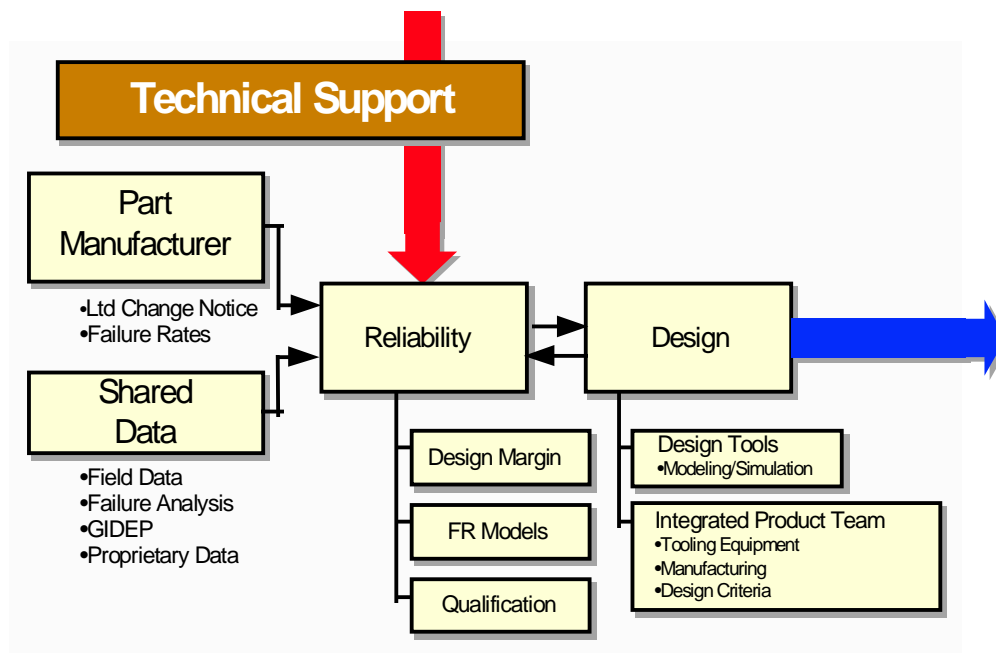 Technical Support
Part
Manufacturer
•Ltd Change Notice
•Failure Rates
Shared
Data
•Field Data
•Failure Analysis
•GIDEP
•Proprietary Data
Reliability
Design
Design Margin
FR Models
Qualification
Design Tools
•Modeling/Simulation
Integrated Product Team
•Tooling Equipment
•Manufacturing
•Design Criteria